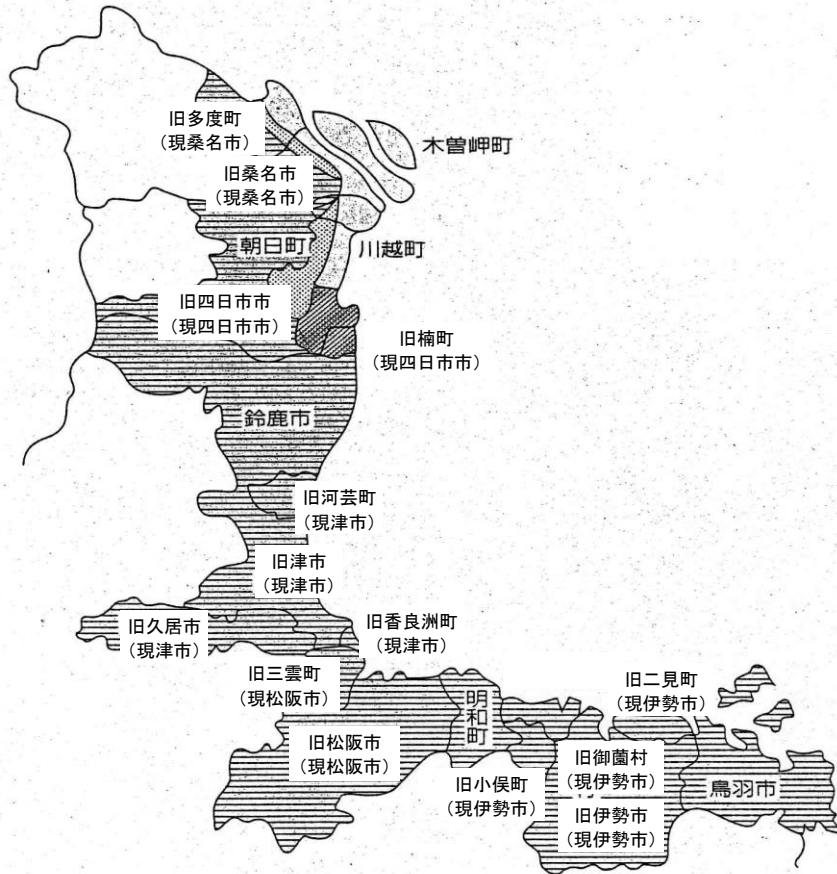 旧多度町
（現桑名市）
木曽岬町
旧桑名市
（現桑名市）
朝日町
川越町
旧四日市市
（現四日市市）
旧楠町
（現四日市市）
鈴鹿市
旧河芸町
（現津市）
旧津市
（現津市）
旧久居市
（現津市）
旧香良洲町
（現津市）
旧三雲町
（現松阪市）
明和町
旧二見町
（現伊勢市）
旧松阪市
（現松阪市）
旧小俣町
（現伊勢市）
旧御薗村
（現伊勢市）
旧伊勢市
（現伊勢市）
鳥羽市